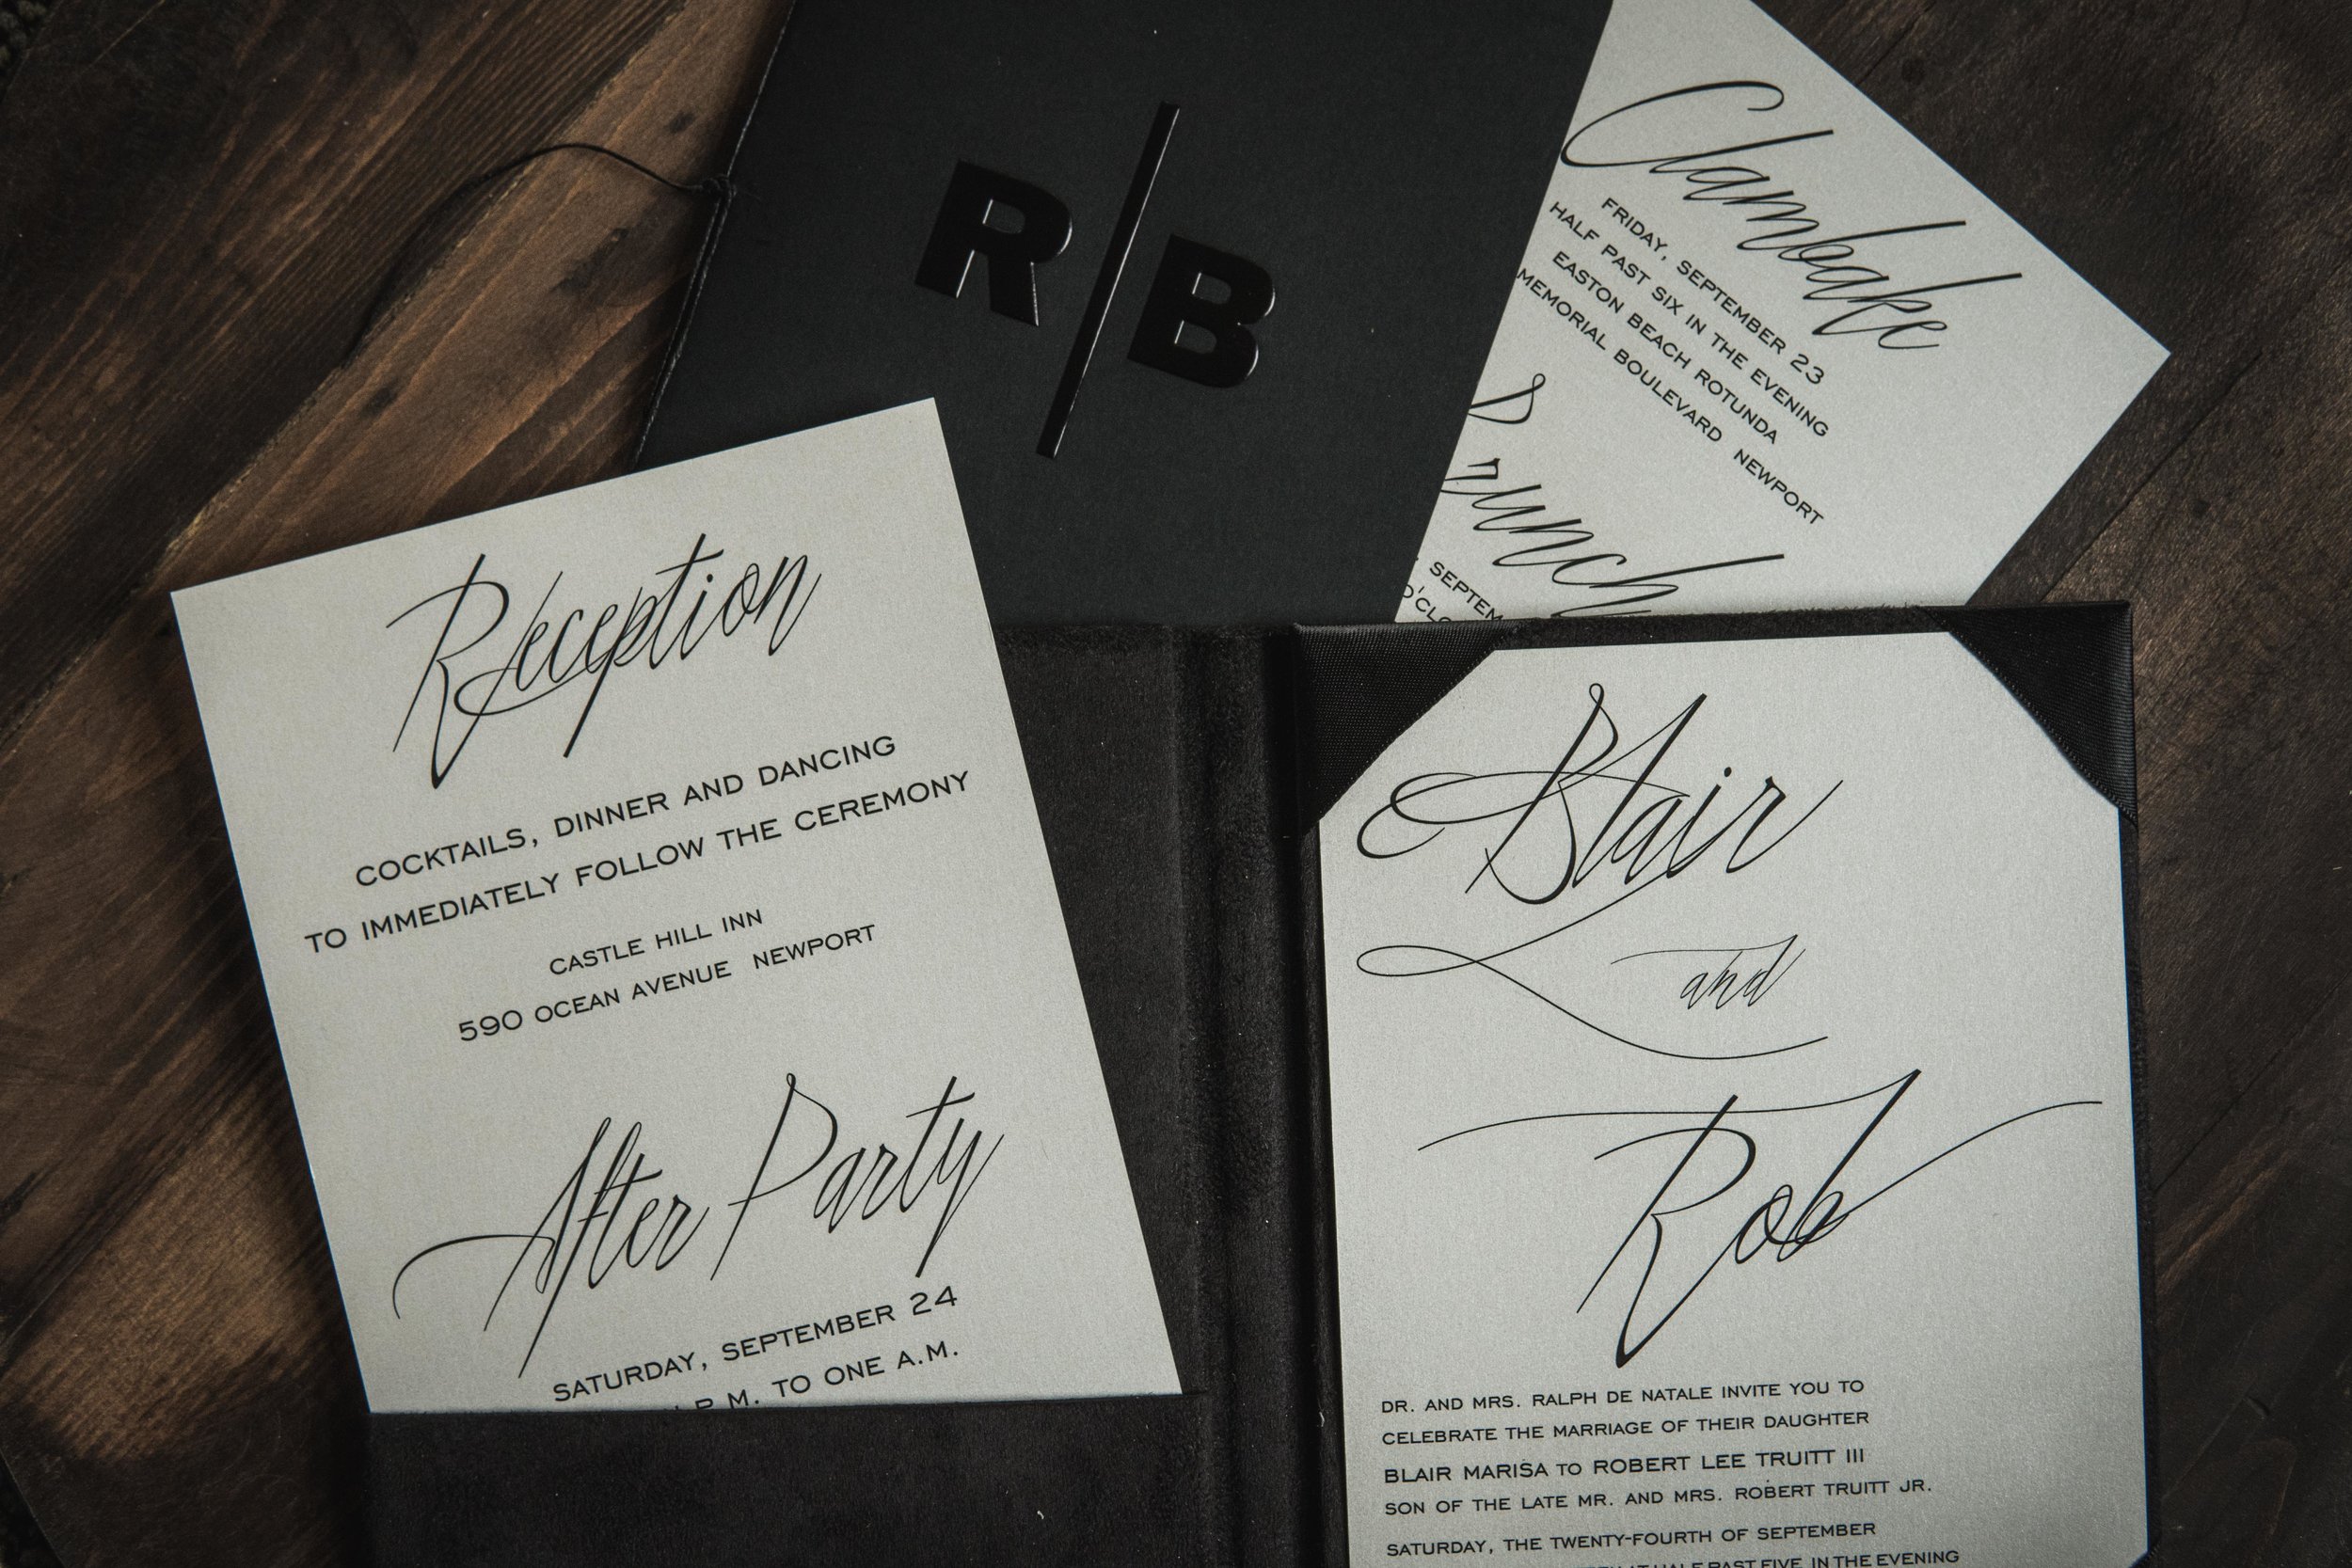 R/B
Clambake
FRIDAY, SEPTEMBER 23
HALF PAST SIX IN THE EVENING
EASTON BEACH ROTUNDA
MEMORIAL BOULEVARD NEWPORT
Brunch
Reception
COCKTAILS, DINNER AND DANCING
TO IMMEDIATELY FOLLOW THE CEREMONY
CASTLE HILL INN
590 OCEAN AVENUE NEWPORT
After Party
SATURDAY, SEPTEMBER 24
P.M. TO ONE A.M.
Blair
and
Rob
DR. AND MRS. RALPH DE NATALE INVITE YOU TO
CELEBRATE THE MARRIAGE OF THEIR DAUGHTER
BLAIR MARISA TO ROBERT LEE TRUITT III
SON OF THE LATE MR. AND MRS. ROBERT TRUITT JR.
SATURDAY, THE TWENTY-FOURTH OF SEPTEMBER
AT HALF PAST FIVE IN THE EVENING